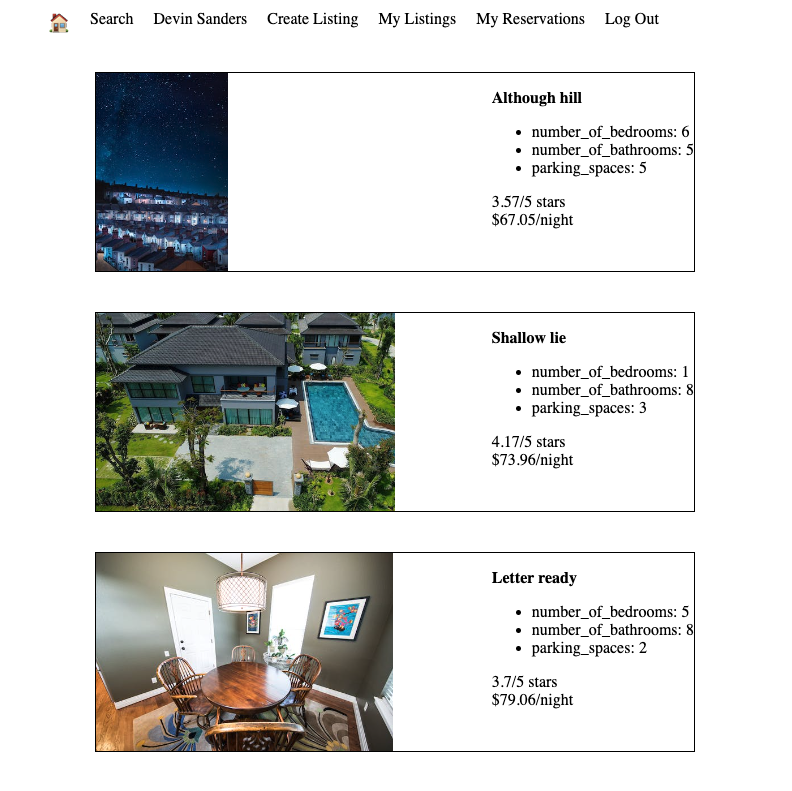 Search Devin Sanders Create Listing My Listings My Reservations Log Out
Although hill
number_of_bedrooms: 6
number_of_bathrooms: 5
parking_spaces: 5
3.57/5 stars
$67.05/night
Shallow lie
number_of_bedrooms: 1
number_of_bathrooms: 8
parking_spaces: 3
4.17/5 stars
$73.96/night
Letter ready
number_of_bedrooms: 5
number_of_bathrooms: 8
parking_spaces: 2
3.7/5 stars
$79.06/night